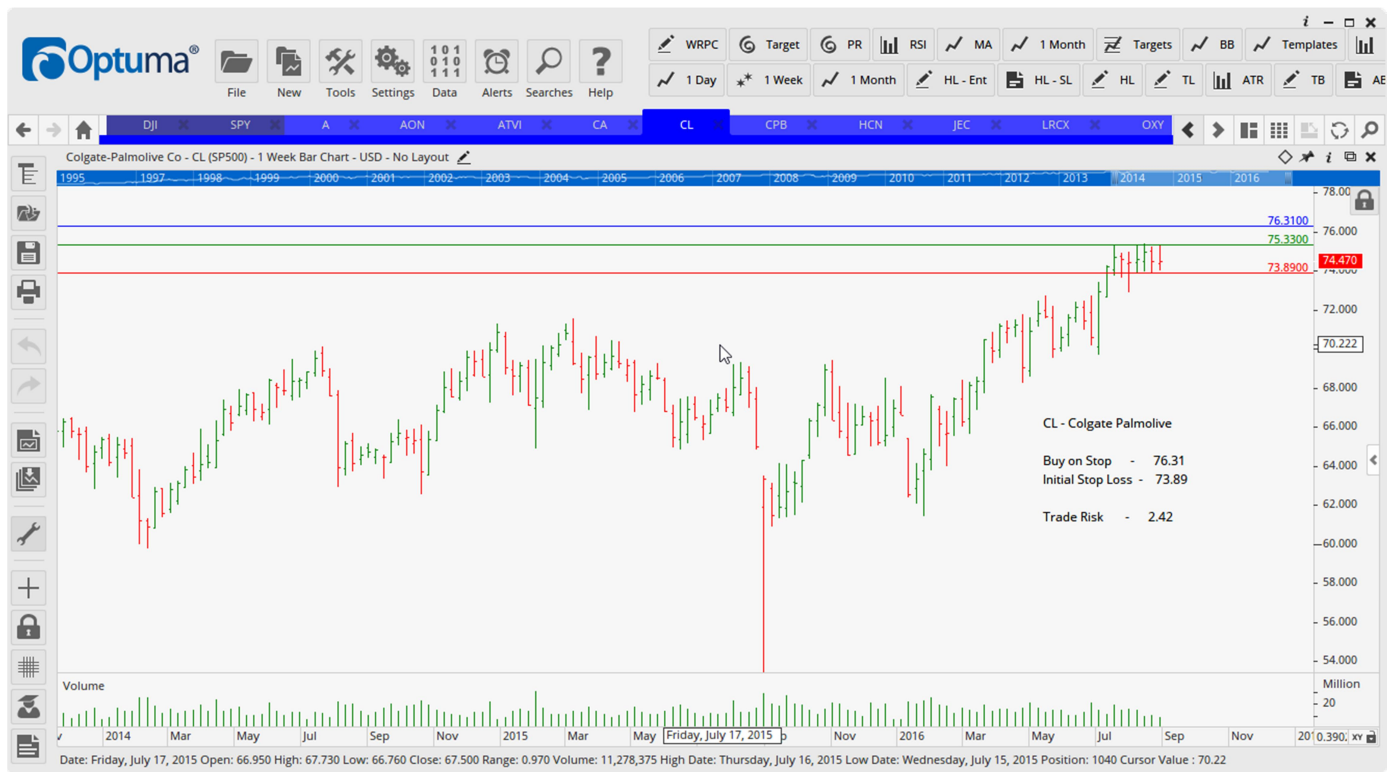 Optuma®
File New Tools Settings Data Alerts Searches Help
WRPC Target PR RSI MA 1 Month Targets BB Templates
1 Day 1 Week 1 Month HL - Ent HL - SL HL TL ATR TB AE
DJI SPY A AON ATVI CA CL CPB HCN JEC LRCX OXY
Colgate-Palmolive Co - CL (SP500) - 1 Week Bar Chart - USD - No Layout
1995 1997 1998 1999 2000 2001 2002 2003 2004 2005 2006 2007 2008 2009 2010 2011 2012 2013 2014 2015 2016
78.00
76.3100
76.000
75.3300
74.470
73.8900
74.000
72.000
70.222
68.000
66.000
64.000
62.000
60.000
58.000
56.000
54.000
CL - Colgate Palmolive
Buy on Stop - 76.31
Initial Stop Loss - 73.89
Trade Risk - 2.42
Volume
Million
20
2014 Mar May Jul Sep Nov 2015 Mar May Friday, July 17, 2015 Nov 2016 Mar May Jul Sep Nov 201 0.390 XY
Date: Friday, July 17, 2015 Open: 66.950 High: 67.730 Low: 66.760 Close: 67.500 Range: 0.970 Volume: 11,278,375 High Date: Thursday, July 16, 2015 Low Date: Wednesday, July 15, 2015 Position: 1040 Cursor Value : 70.22